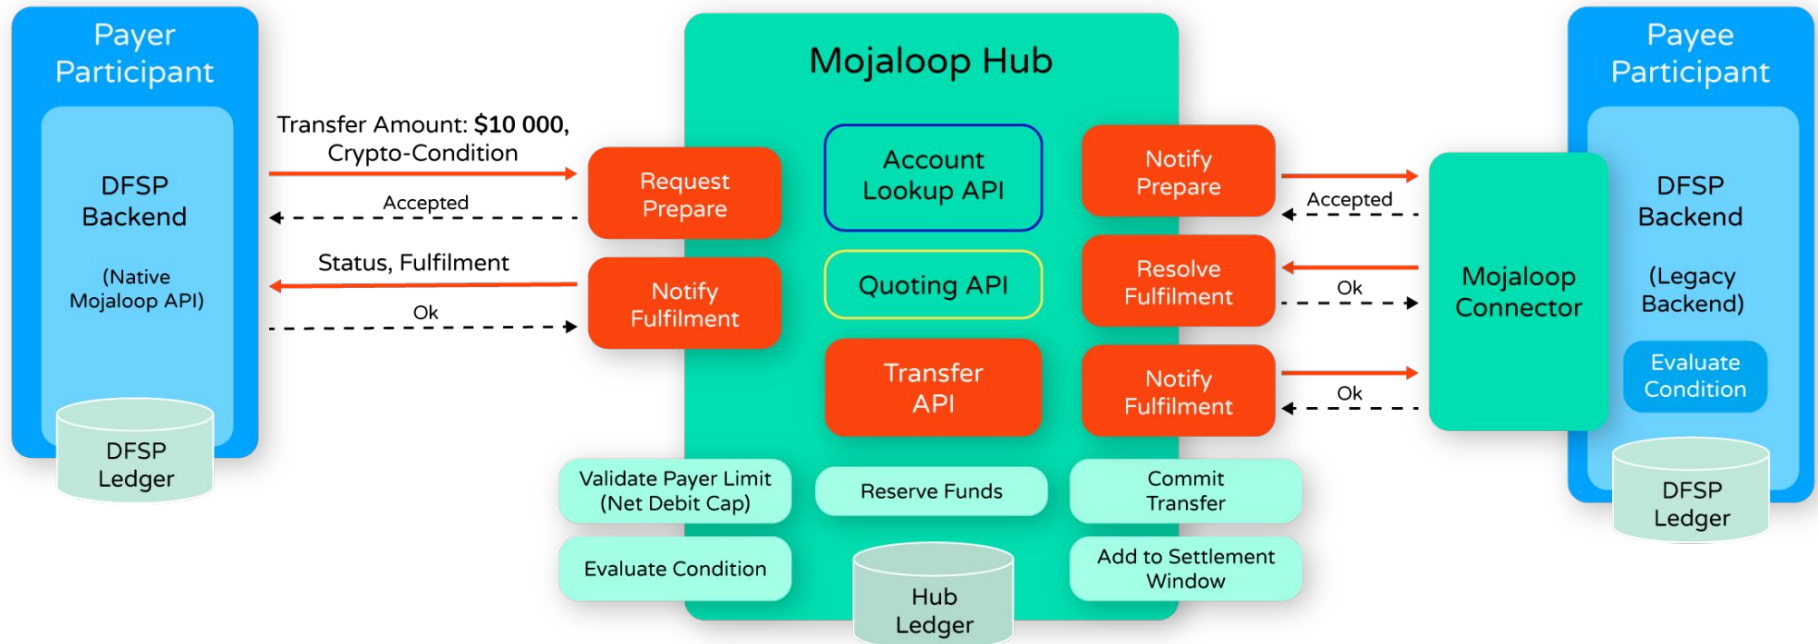 Payer
Participant
DFSP
Backend
(Native
Mojaloop API)
DFSP
Ledger
Transfer Amount: $10 000,
Crypto-Condition
Accepted
Status, Fulfilment
Ok
Mojaloop Hub
Request
Prepare
Notify
Fulfilment
Account
Lookup API
Quoting API
Transfer
API
Notify
Prepare
Resolve
Fulfilment
Notify
Fulfilment
Validate Payer Limit
(Net Debit Cap)
Reserve Funds
Commit
Transfer
Evaluate Condition
Add to Settlement
Window
Hub
Ledger
Accepted
Ok
Ok
Mojaloop
Connector
Payee
Participant
DFSP
Backend
(Legacy
Backend)
Evaluate
Condition
DFSP
Ledger